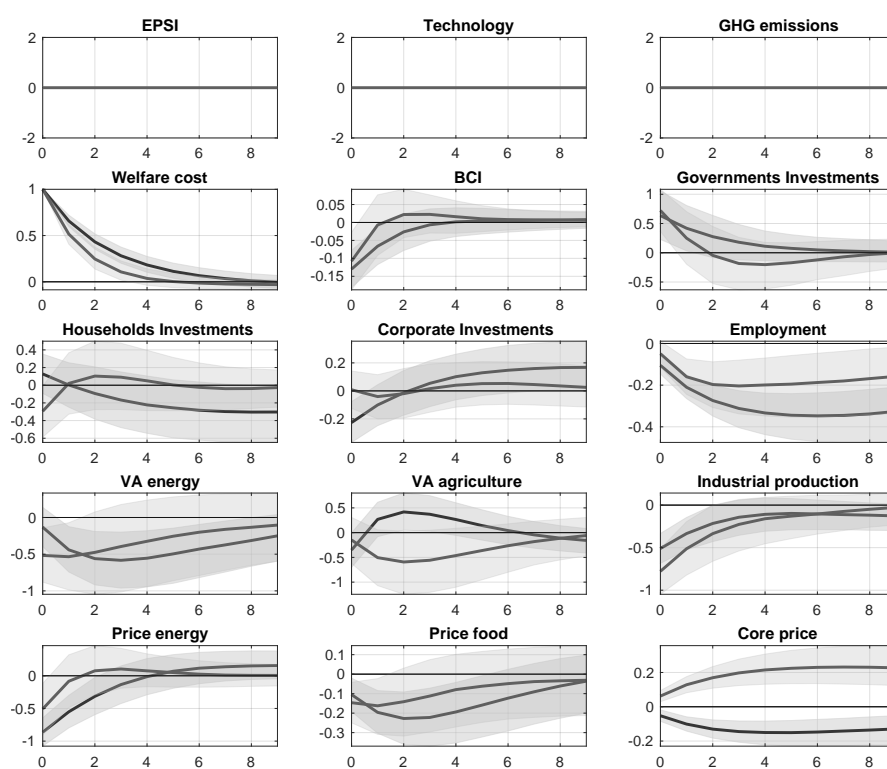 EPSI Technology GHG emissions
2 2 2
0 0 0
-2 -2 -2
0 2 4 6 8 0 2 4 6 8 0 2 4 6 8
Welfare cost BCI Governments Investments
1 0.05 1
0.5 0 0.5
0 -0.05 0
-0.1 -0.5
-0.15
0 2 4 6 8 0 2 4 6 8 0 2 4 6 8
Households Investments Corporate Investments Employment
0.4 0.2 0
0.2 0 -0.2
0 -0.2 -0.4
-0.2
-0.4
-0.6
0 2 4 6 8 0 2 4 6 8 0 2 4 6 8
VA energy VA agriculture Industrial production
0 0.5 0
-0.5 0 -0.5
-1 -0.5 -1
-1
0 2 4 6 8 0 2 4 6 8 0 2 4 6 8
Price energy Price food Core price
0 0.1 0.2
-0.5 0 0
-1 -0.1 -0.2
-0.2
-0.3
0 2 4 6 8 0 2 4 6 8 0 2 4 6 8